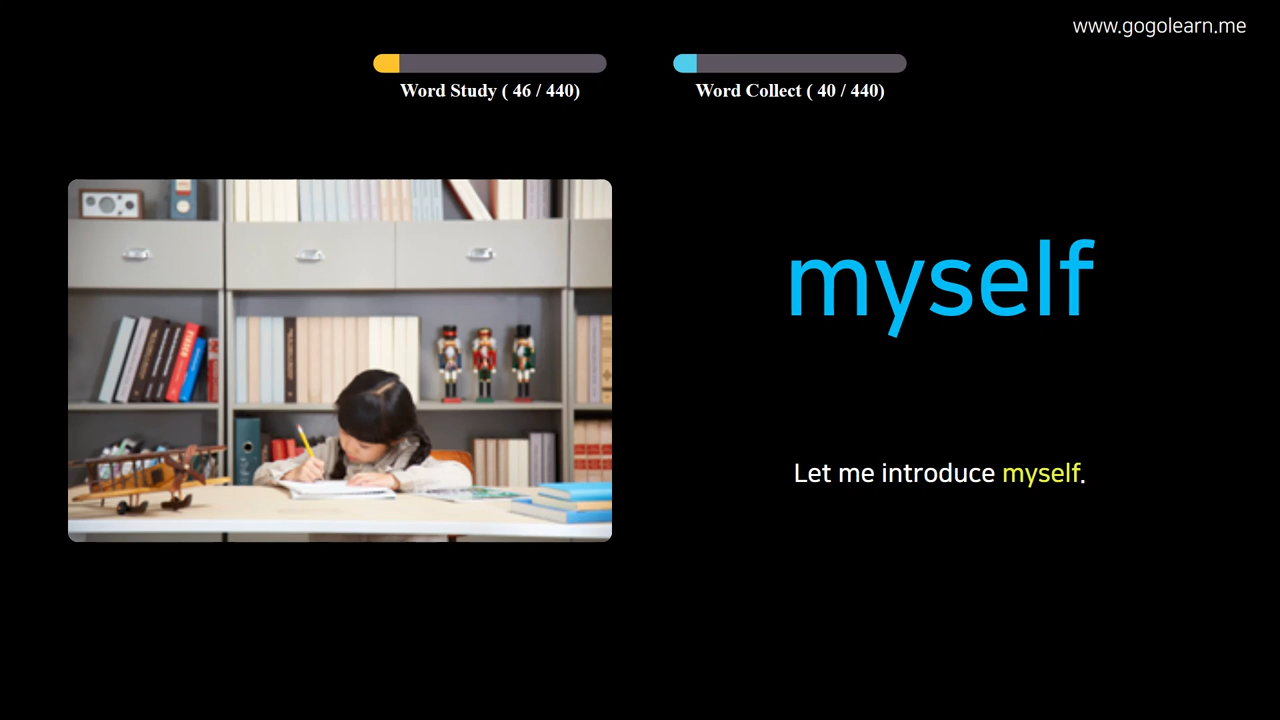 www.gogolearn.me
Word Study ( 46 / 440)
Word Collect ( 40 / 440)
myself
Let me introduce myself.